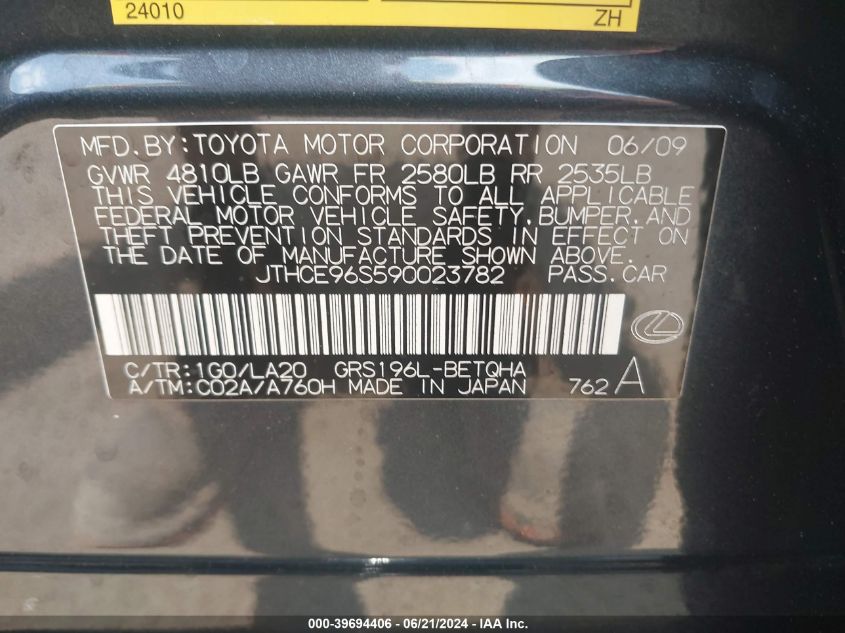 24010 ZH
MFD. BY: TOYOTA MOTOR CORPORATION 06/09
GVWR 4810LB GAWR FR 2580LB RR 2535LB
THIS VEHICLE CONFORMS TO ALL APPLICABLE
FEDERAL MOTOR VEHICLE SAFETY, BUMPER, AND
THEFT PREVENTION STANDARDS IN EFFECT ON
THE DATE OF MANUFACTURE SHOWN ABOVE.
JTHCE96S590023782 PASS. CAR
C/TR: 1G0/LA20 GRS196L-BETQHA
A/TM: C02A/A760H MADE IN JAPAN 762 A
000-39694406 - 06/21/2024 - IAA Inc.